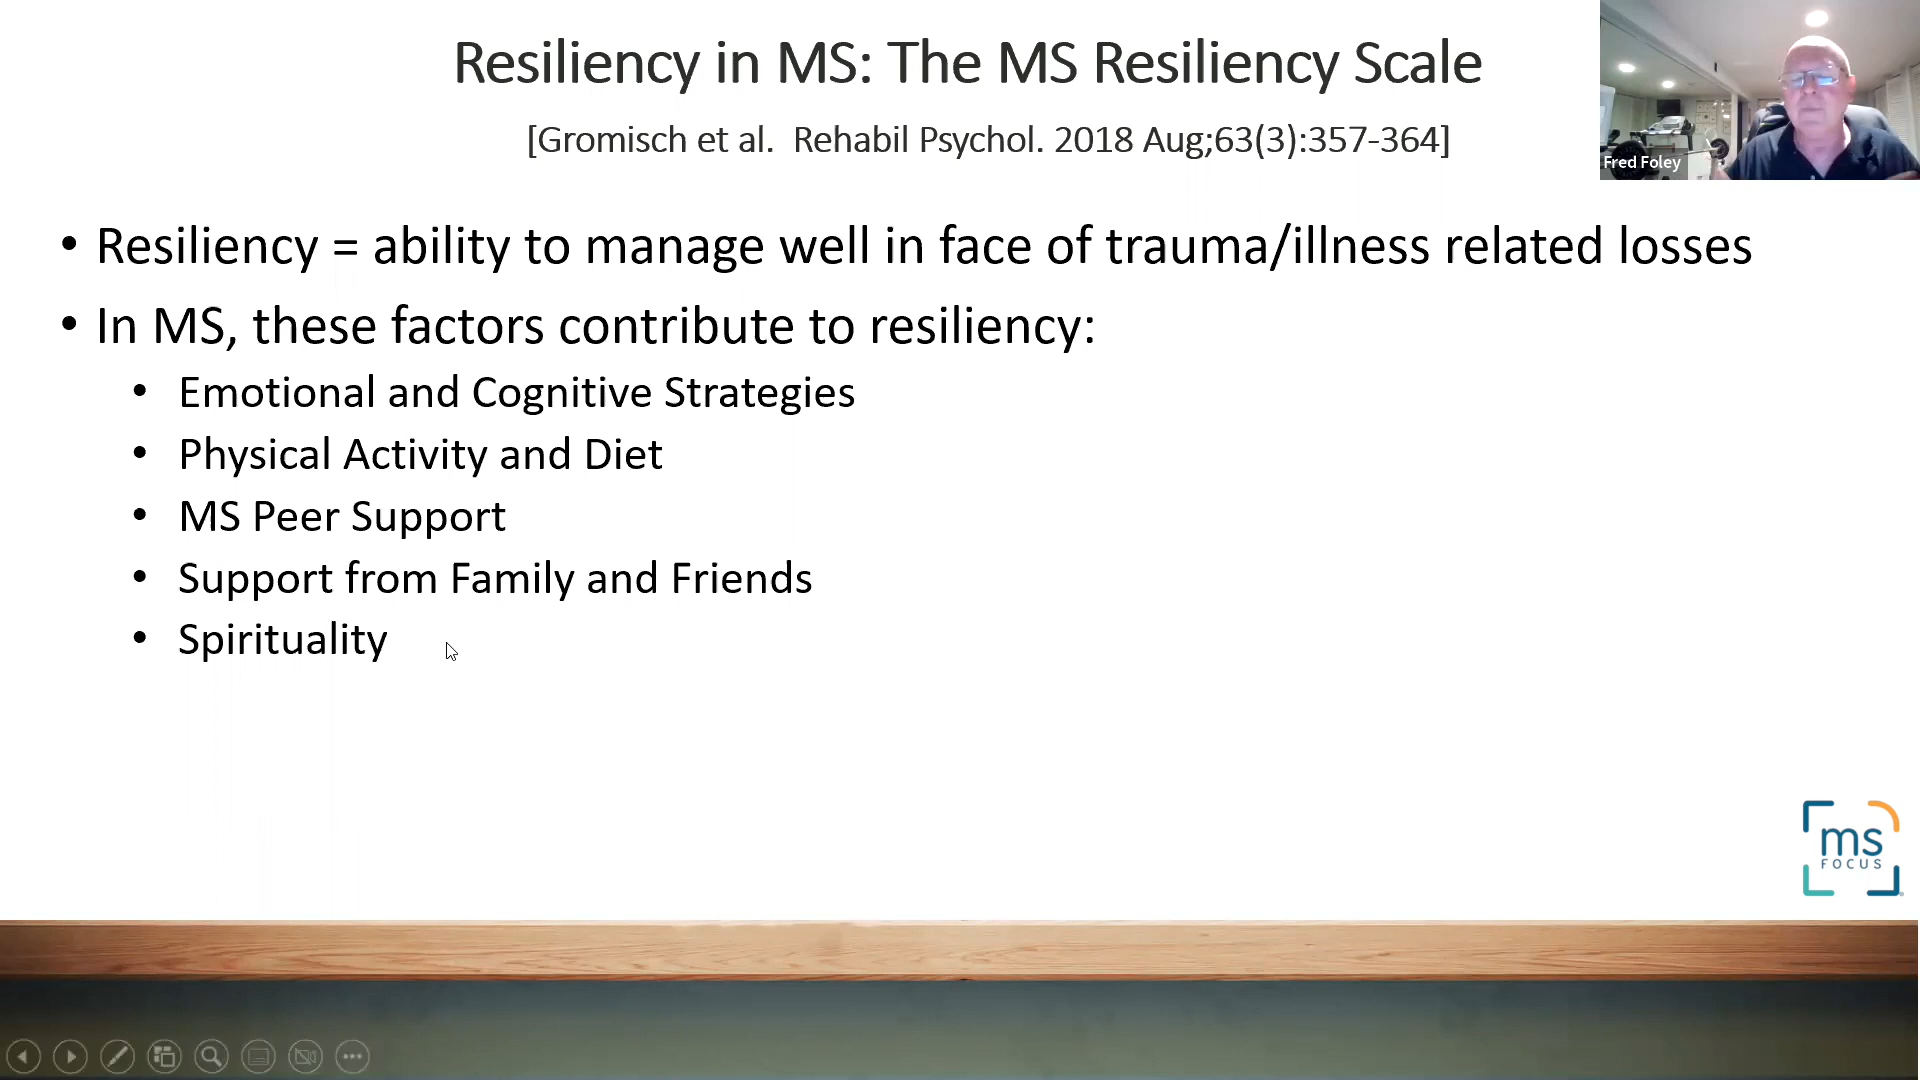 Resiliency in MS: The MS Resiliency Scale
[Gromisch et al.  Rehabil Psychol. 2018 Aug;63(3):357-364]
Fred Foley
• Resiliency = ability to manage well in face of trauma/illness related losses
• In MS, these factors contribute to resiliency:
• Emotional and Cognitive Strategies
• Physical Activity and Diet
• MS Peer Support
• Support from Family and Friends
• Spirituality
ms
FOCUS